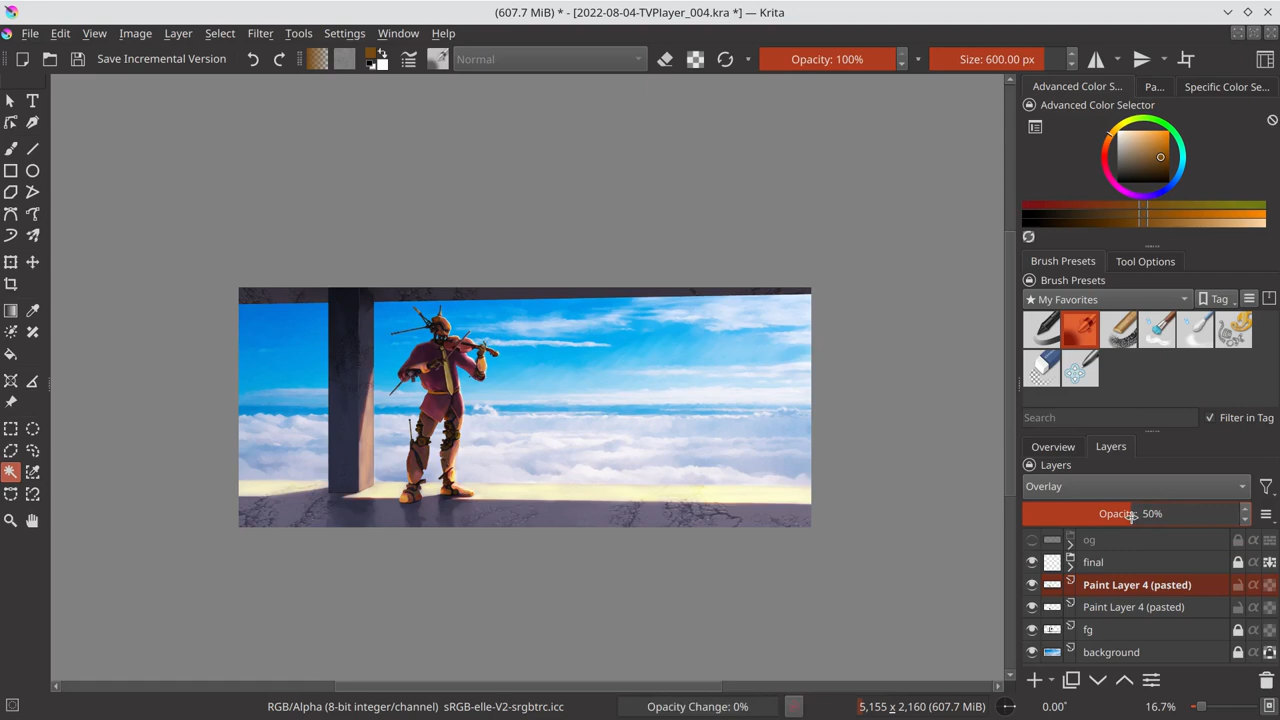 (607.7 MiB) * - [2022-08-04-TVPlayer_004.kra *] — Krita
File Edit View Image Layer Select Filter Tools Settings Window Help
Save Incremental Version Normal Opacity: 100% Size: 600.00 px
Advanced Color S... Pa... Specific Color Se...
Advanced Color Selector
Brush Presets Tool Options
Brush Presets
★ My Favorites Tag
Search Filter in Tag
Overview Layers
Layers
Overlay
Opacity: 50%
og
final
Paint Layer 4 (pasted)
Paint Layer 4 (pasted)
fg
background
RGB/Alpha (8-bit integer/channel) sRGB-elle-V2-srgbtrc.icc Opacity Change: 0% 5,155 x 2,160 (607.7 MiB) 0.00° 16.7%